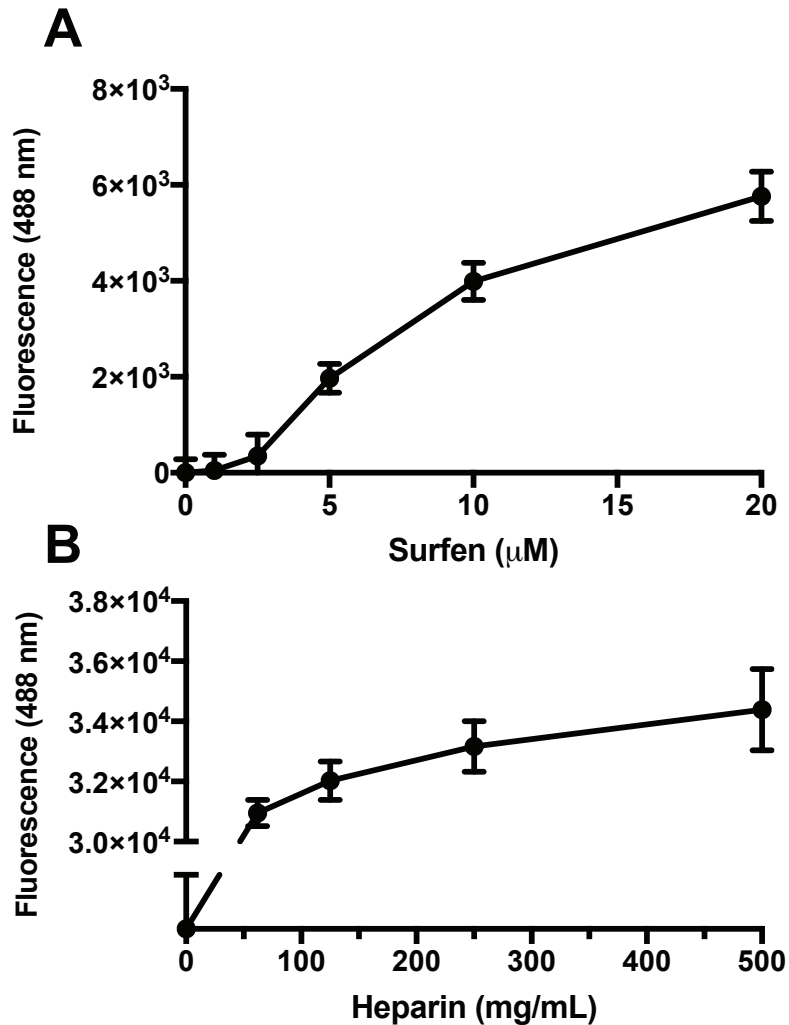 A
8×10³
6×10³
4×10³
2×10³
0
Fluorescence (488 nm)
0 5 10 15 20
Surfen (μM)
B
3.8×10⁴
3.6×10⁴
3.4×10⁴
3.2×10⁴
3.0×10⁴
Fluorescence (488 nm)
0 100 200 300 400 500
Heparin (mg/mL)